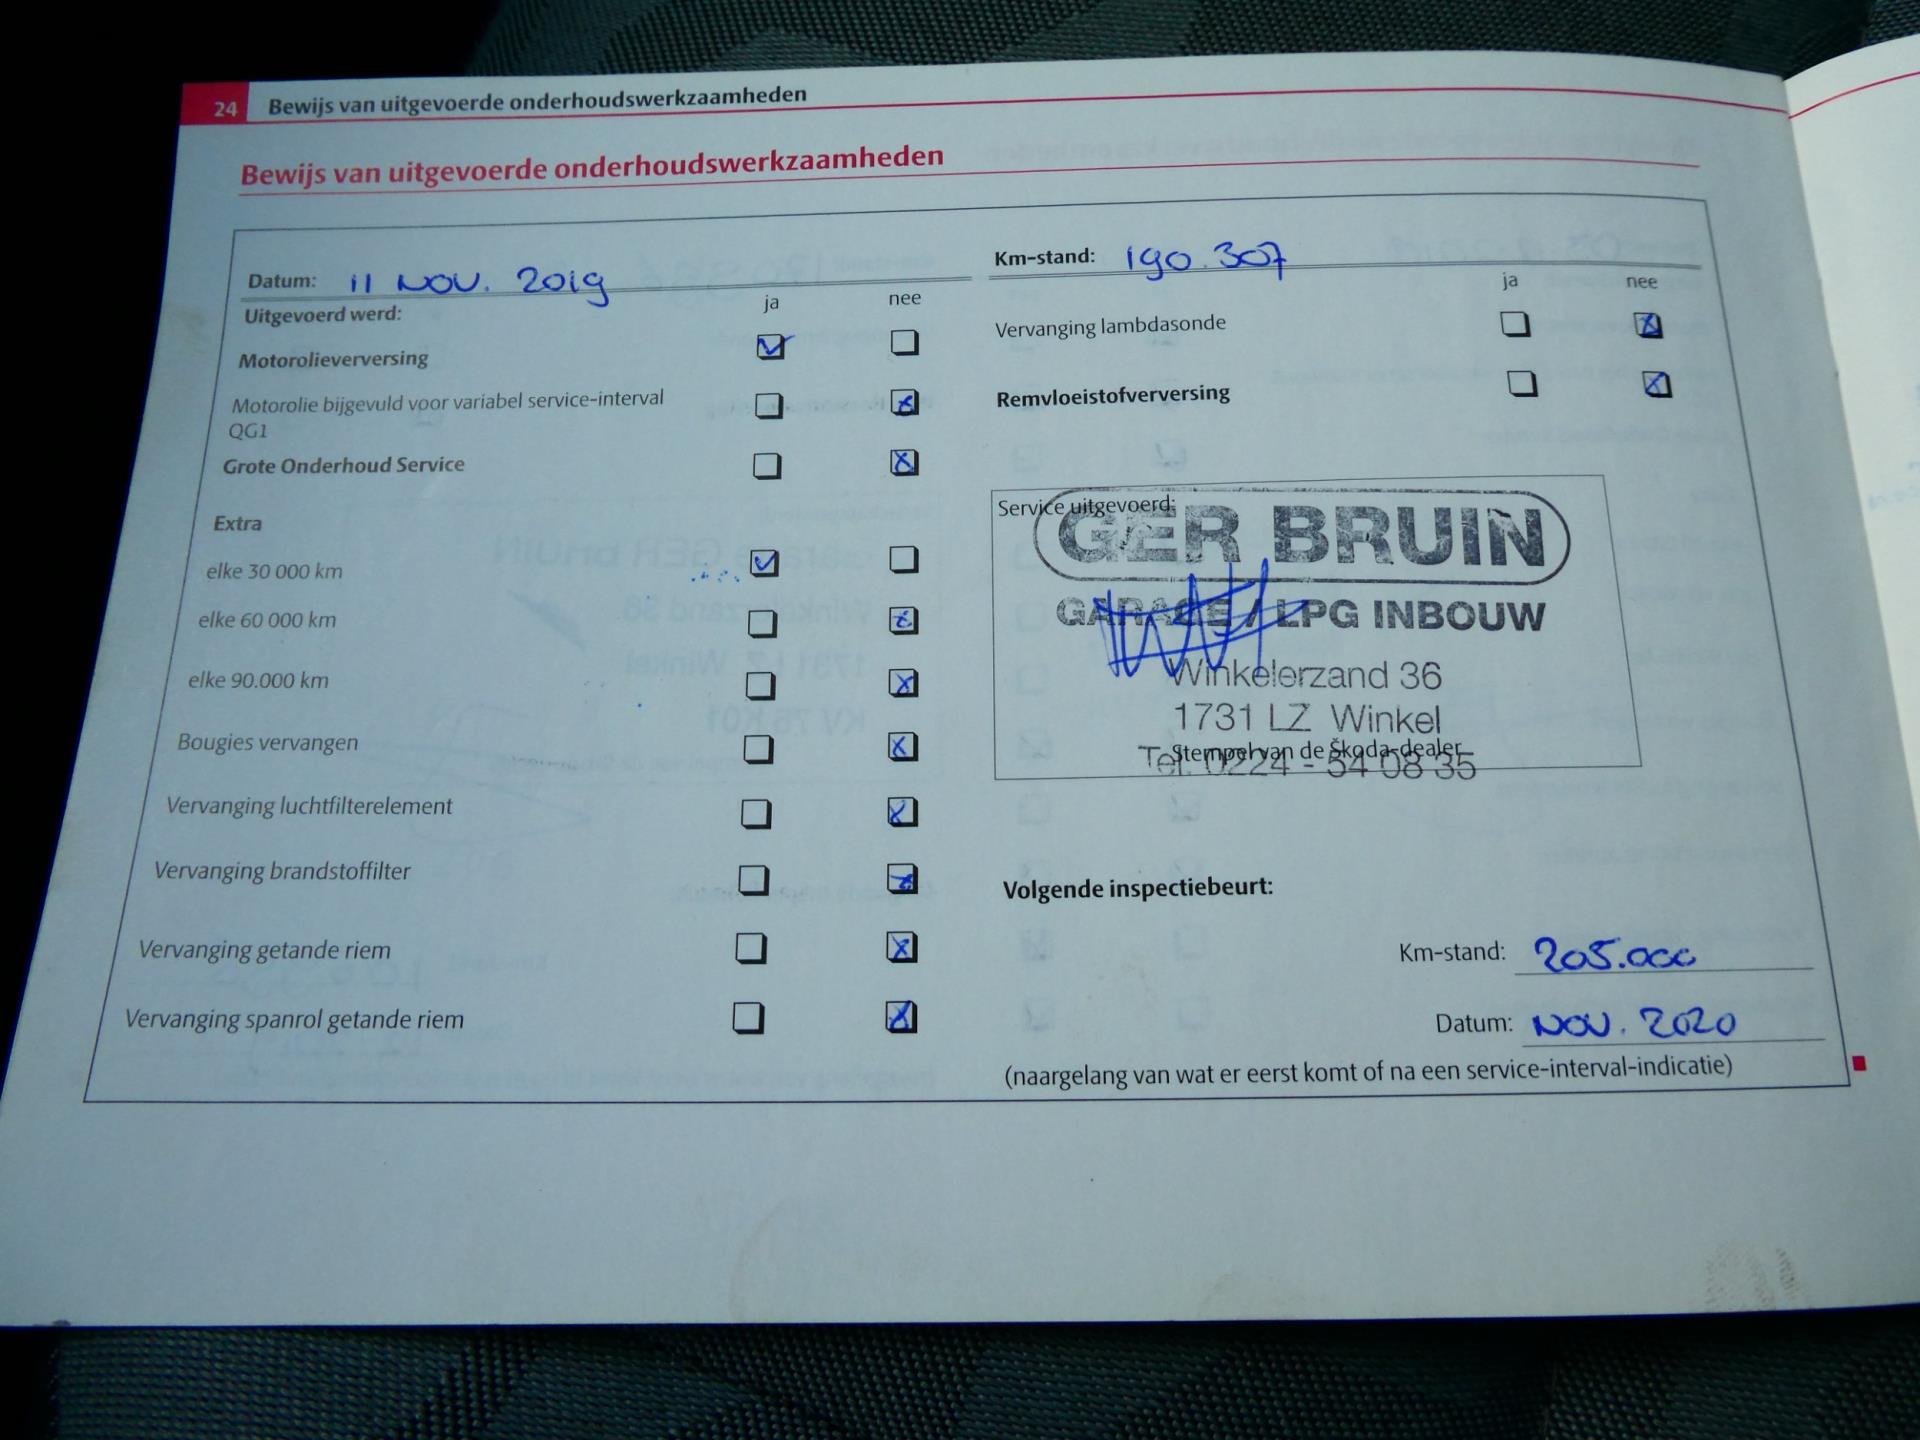 24 Bewijs van uitgevoerde onderhoudswerkzaamheden
Bewijs van uitgevoerde onderhoudswerkzaamheden
Datum: 11 NOV. 2019
Uitgevoerd werd:
ja nee
Motorolieverversing
Motorolie bijgevuld voor variabel service-interval
QG1
Grote Onderhoud Service
Extra
elke 30 000 km
elke 60 000 km
elke 90.000 km
Bougies vervangen
Vervanging luchtfilterelement
Vervanging brandstoffilter
Vervanging getande riem
Vervanging spanrol getande riem
Km-stand: 190.307
ja nee
Vervanging lambdasonde
Remvloeistofverversing
Service uitgevoerd:
GER BRUIN
GARAGE / LPG INBOUW
Winkelerzand 36
1731 LZ Winkel
Stempel van de Škoda-dealer
Tel. 0224 - 54 08 35
Volgende inspectiebeurt:
Km-stand: 205.000
Datum: NOV. 2020
(naargelang van wat er eerst komt of na een service-interval-indicatie)